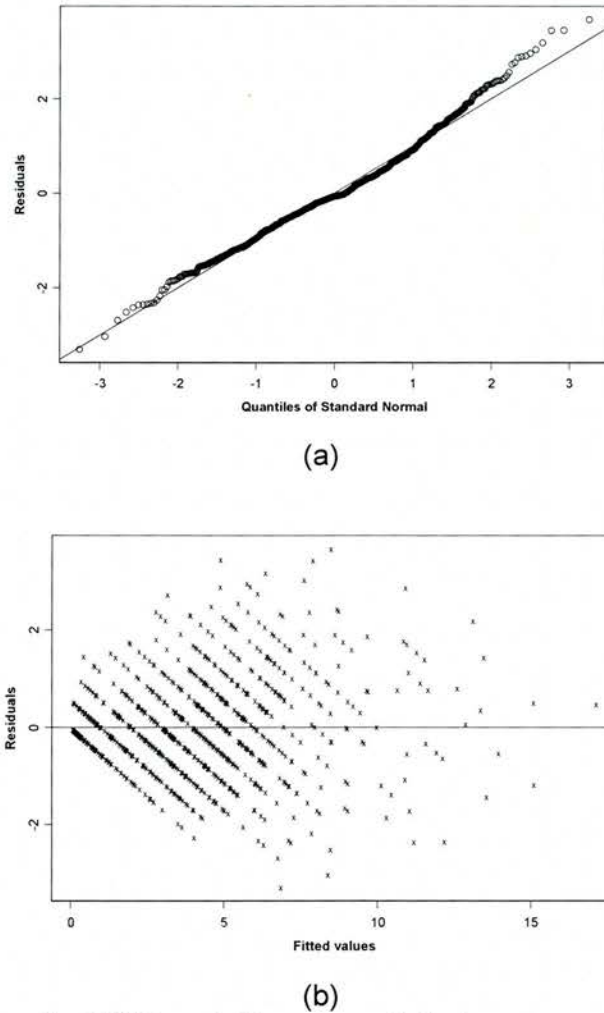 2
0
-2
Residuals
-3 -2 -1 0 1 2 3
Quantiles of Standard Normal
(a)
2
0
-2
Residuals
0 5 10 15
Fitted values
(b)